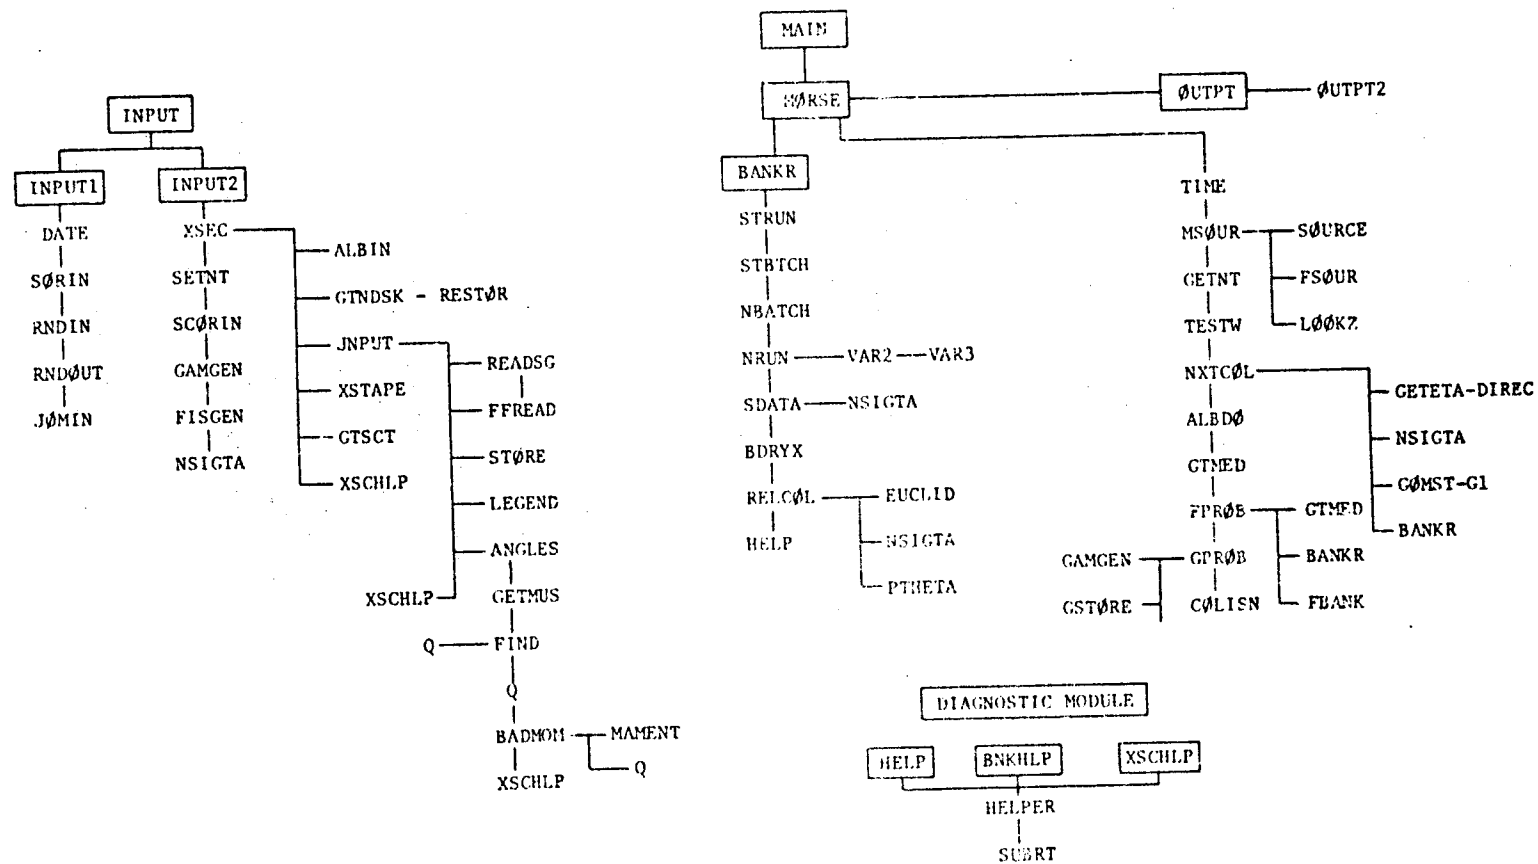 MAIN
MØRSE
ØUTPT
ØUTPT2
INPUT
INPUT1
INPUT2
DATE
SØRIN
RNDIN
RNDØUT
JØMIN
XSEC
SETNT
SCØRIN
GAMGEN
FISGEN
NSIGTA
ALBIN
GTNDSK - RESTØR
JNPUT
XSTAPE
GTSCT
XSCHLP
READSG
FFREAD
STØRE
LEGEND
ANGLES
XSCHLP
GETMUS
Q
FIND
Q
BADMOM
MAMENT
Q
XSCHLP
BANKR
STRUN
STBTCH
NBATCH
NRUN
VAR2
VAR3
SDATA
NSIGTA
BDRYX
RELCØL
EUCLID
NSIGTA
PTHETA
HELP
TIME
MSØUR
SØURCE
FSØUR
LØØKZ
GETNT
TESTW
NXTCØL
GETETA-DIREC
NSIGTA
GØMST-G1
BANKR
ALBDØ
GTMED
FPRØB
GTMED
BANKR
FBANK
GAMGEN
GPRØB
GSTØRE
CØLISN
DIAGNOSTIC MODULE
HELP
BNKHLP
XSCHLP
HELPER
SUBRT